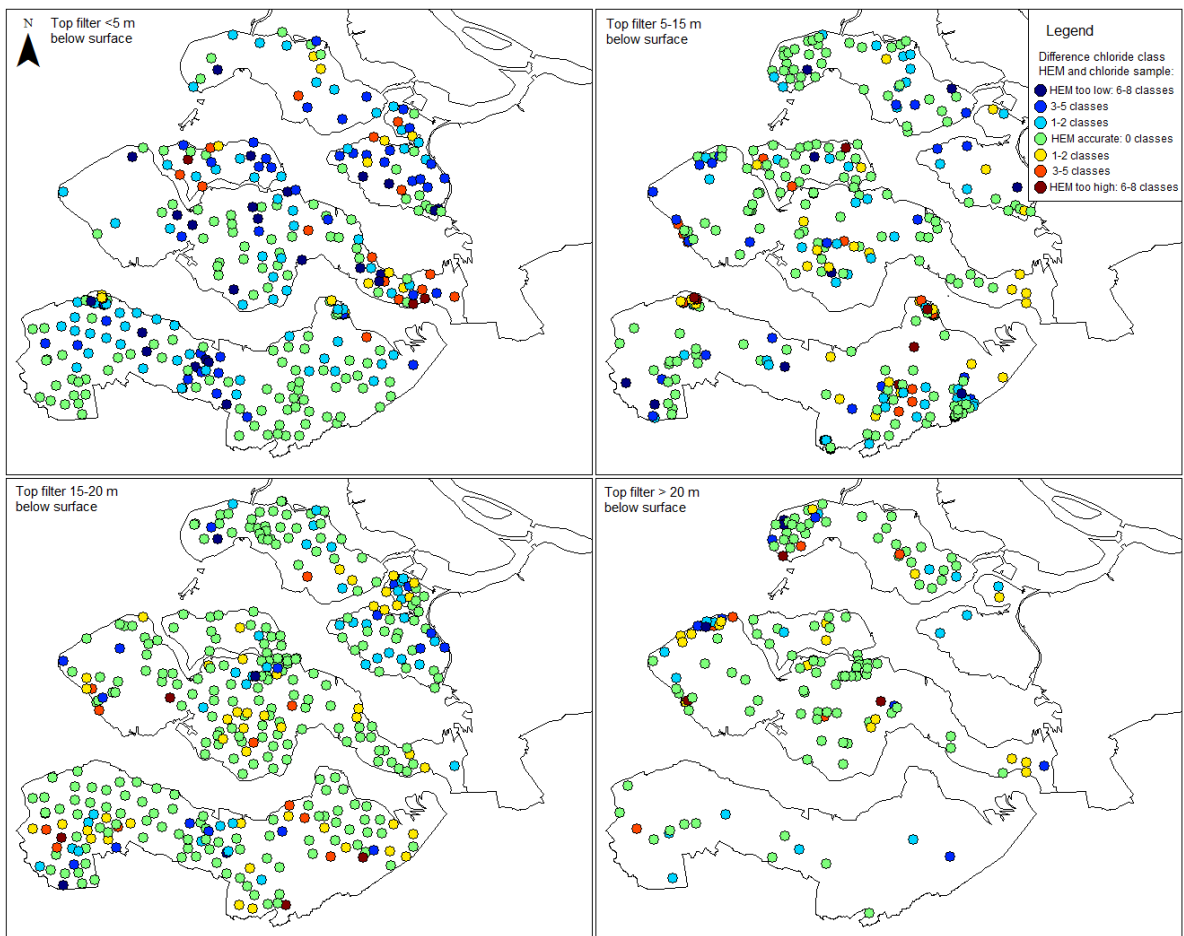 N
Top filter <5 m
below surface
Top filter 5-15 m
below surface
Legend
Difference chloride class
HEM and chloride sample:
HEM too low: 6-8 classes
3-5 classes
1-2 classes
HEM accurate: 0 classes
1-2 classes
3-5 classes
HEM too high: 6-8 classes
Top filter 15-20 m
below surface
Top filter > 20 m
below surface